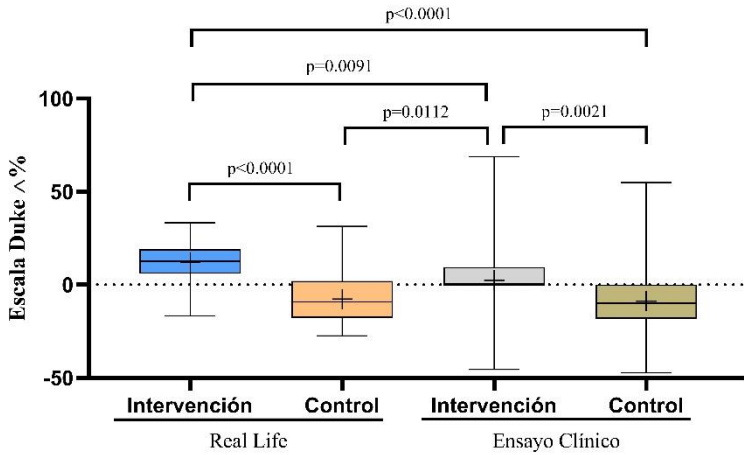 p<0.0001
p=0.0091
p=0.0112
p=0.0021
p<0.0001
Escala Duke ^%
100
50
0
-50
Intervención Control Intervención Control
Real Life Ensayo Clínico